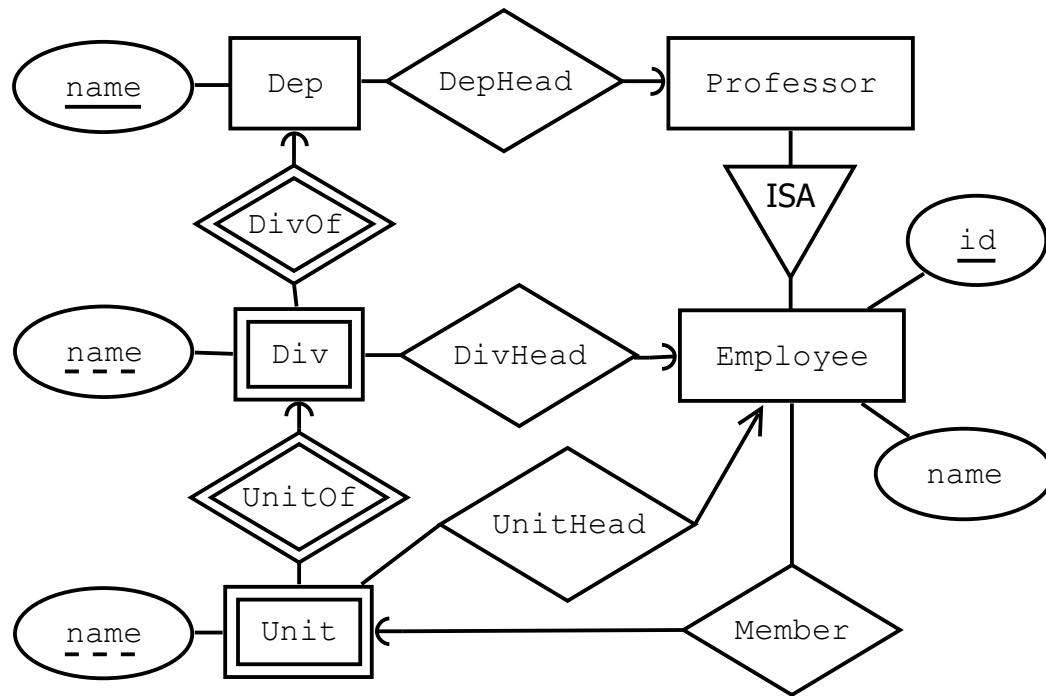 name
Dep
DepHead
Professor
ISA
DivOf
id
name
Div
DivHead
Employee
name
UnitOf
UnitHead
name
Unit
Member